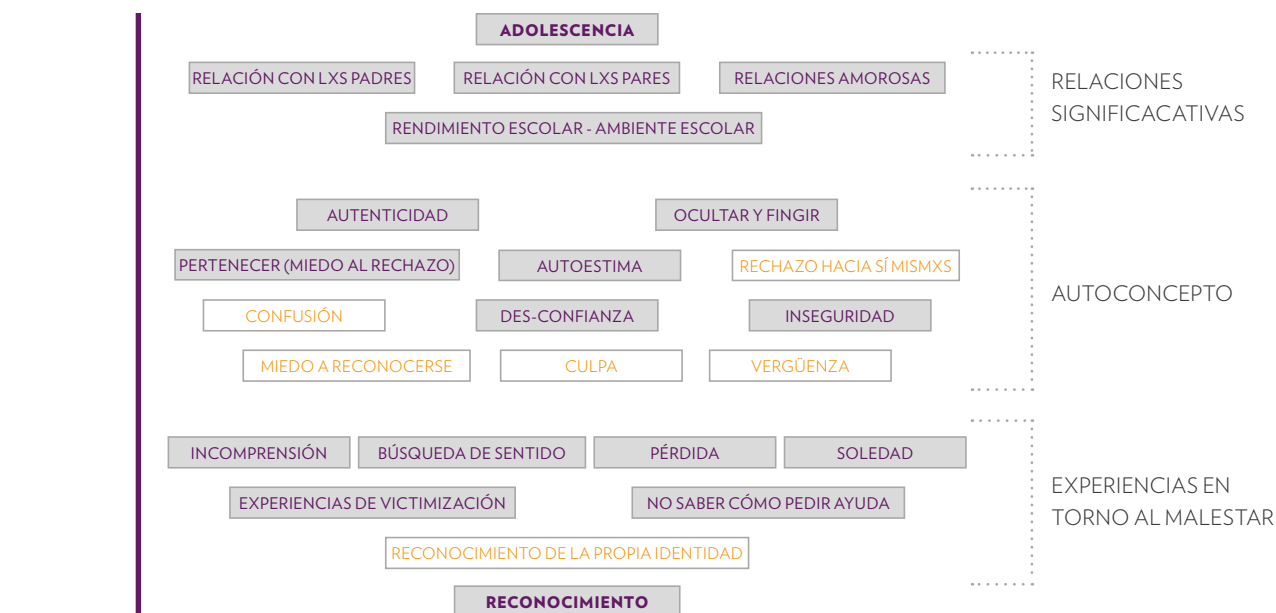 ADOLESCENCIA
RELACIÓN CON LXS PADRES
RELACIÓN CON LXS PARES
RELACIONES AMOROSAS
RENDIMIENTO ESCOLAR - AMBIENTE ESCOLAR
RELACIONES
SIGNIFICACATIVAS
AUTENTICIDAD
OCULTAR Y FINGIR
PERTENECER (MIEDO AL RECHAZO)
AUTOESTIMA
RECHAZO HACIA SÍ MISMXS
CONFUSIÓN
DES-CONFIANZA
INSEGURIDAD
MIEDO A RECONOCERSE
CULPA
VERGÜENZA
AUTOCONCEPTO
INCOMPRENSIÓN
BÚSQUEDA DE SENTIDO
PÉRDIDA
SOLEDAD
EXPERIENCIAS DE VICTIMIZACIÓN
NO SABER CÓMO PEDIR AYUDA
RECONOCIMIENTO DE LA PROPIA IDENTIDAD
EXPERIENCIAS EN
TORNO AL MALESTAR
RECONOCIMIENTO